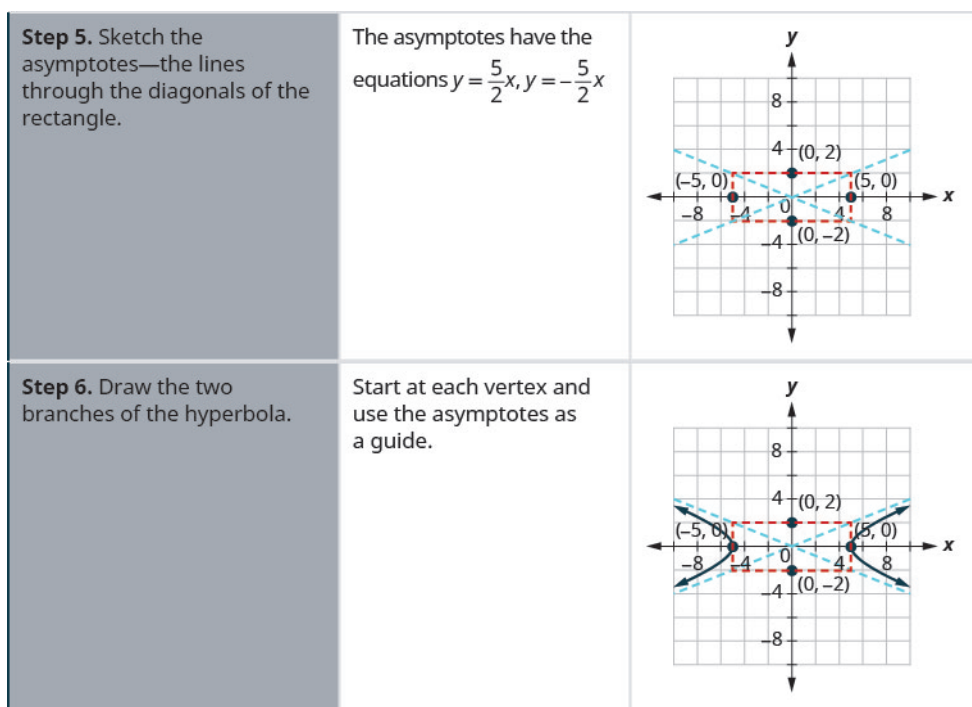 Step 5. Sketch the
asymptotes—the lines
through the diagonals of the
rectangle.
The asymptotes have the
equations y = 5/2 x, y = −5/2 x
y
8
4
(0, 2)
(−5, 0)
(5, 0)
x
−8
−4
0
4
8
(0, −2)
−4
−8
Step 6. Draw the two
branches of the hyperbola.
Start at each vertex and
use the asymptotes as
a guide.
y
8
4
(0, 2)
(−5, 0)
(5, 0)
x
−8
−4
0
4
8
(0, −2)
−4
−8